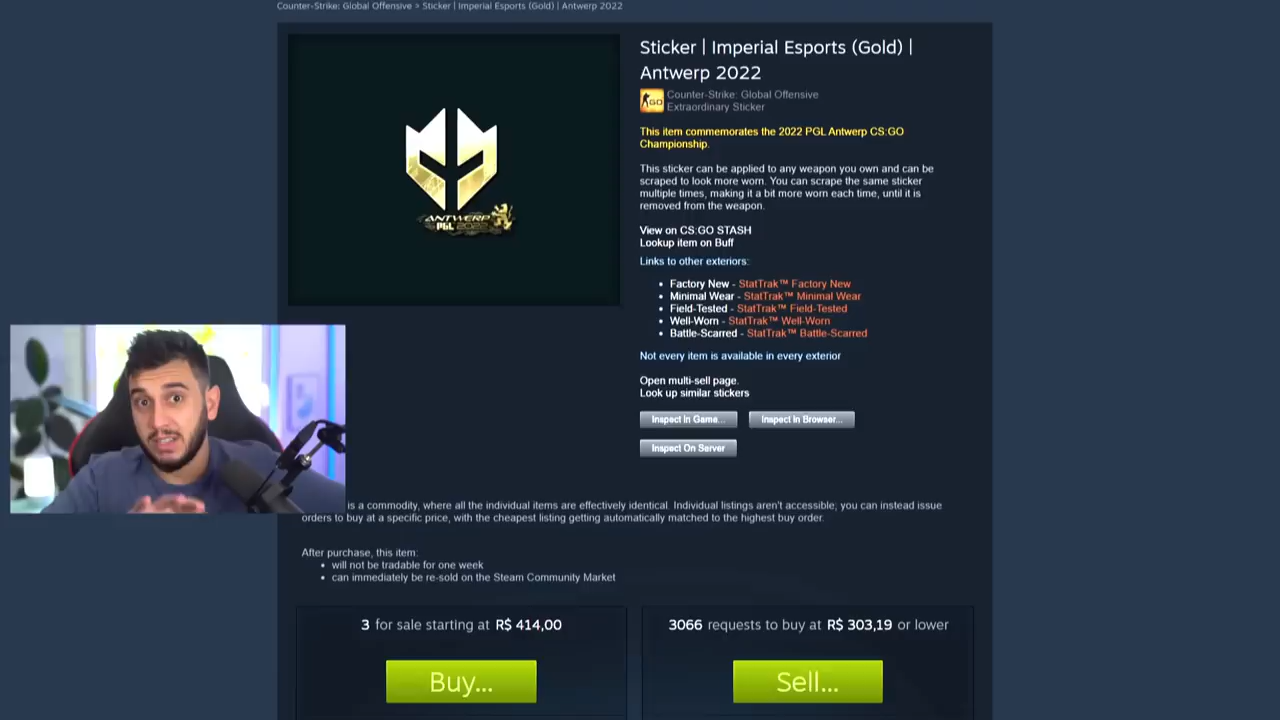 Counter-Strike: Global Offensive > Sticker | Imperial Esports (Gold) | Antwerp 2022
Sticker | Imperial Esports (Gold) |
Antwerp 2022
GO
Counter-Strike: Global Offensive
Extraordinary Sticker
This item commemorates the 2022 PGL Antwerp CS:GO
Championship.
This sticker can be applied to any weapon you own and can be
scraped to look more worn. You can scrape the same sticker
multiple times, making it a bit more worn each time, until it is
removed from the weapon.
ANTWERP
PGL 2022
View on CS:GO STASH
Lookup item on Buff
Links to other exteriors:
Factory New - StatTrak™ Factory New
Minimal Wear - StatTrak™ Minimal Wear
Field-Tested - StatTrak™ Field-Tested
Well-Worn - StatTrak™ Well-Worn
Battle-Scarred - StatTrak™ Battle-Scarred
Not every item is available in every exterior
Open multi-sell page.
Look up similar stickers
Inspect In Game... Inspect In Browser...
Inspect On Server
is a commodity, where all the individual items are effectively identical. Individual listings aren't accessible; you can instead issue
orders to buy at a specific price, with the cheapest listing getting automatically matched to the highest buy order.
After purchase, this item:
will not be tradable for one week
can immediately be re-sold on the Steam Community Market
3 for sale starting at R$ 414,00
3066 requests to buy at R$ 303,19 or lower
Buy...
Sell...